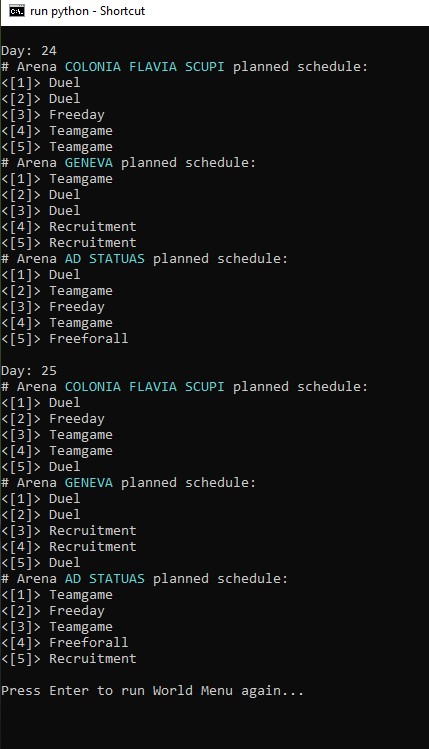 run python - Shortcut
Day: 24
# Arena COLONIA FLAVIA SCUPI planned schedule:
<[1]> Duel
<[2]> Duel
<[3]> Freeday
<[4]> Teamgame
<[5]> Teamgame
# Arena GENEVA planned schedule:
<[1]> Teamgame
<[2]> Duel
<[3]> Duel
<[4]> Recruitment
<[5]> Recruitment
# Arena AD STATUAS planned schedule:
<[1]> Duel
<[2]> Teamgame
<[3]> Freeday
<[4]> Teamgame
<[5]> Freeforall
Day: 25
# Arena COLONIA FLAVIA SCUPI planned schedule:
<[1]> Duel
<[2]> Freeday
<[3]> Teamgame
<[4]> Teamgame
<[5]> Duel
# Arena GENEVA planned schedule:
<[1]> Duel
<[2]> Duel
<[3]> Recruitment
<[4]> Recruitment
<[5]> Duel
# Arena AD STATUAS planned schedule:
<[1]> Teamgame
<[2]> Freeday
<[3]> Teamgame
<[4]> Freeforall
<[5]> Recruitment
Press Enter to run World Menu again...